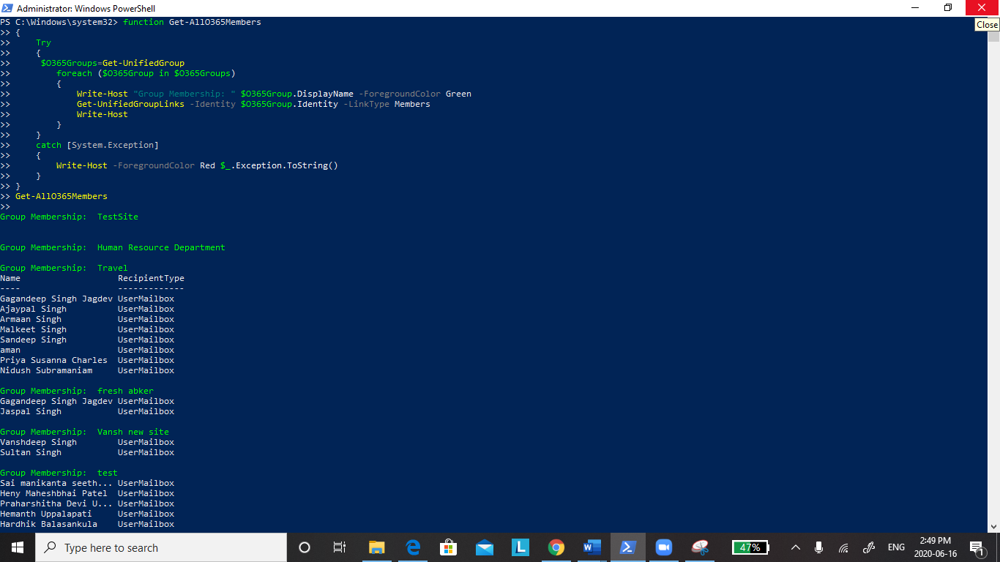 Administrator: Windows PowerShell
Close
PS C:\Windows\system32> function Get-AllO365Members
>> {
>>     Try
>>     {
>>      $O365Groups=Get-UnifiedGroup
>>         foreach ($O365Group in $O365Groups)
>>         {
>>             Write-Host "Group Membership: " $O365Group.DisplayName -ForegroundColor Green
>>             Get-UnifiedGroupLinks -Identity $O365Group.Identity -LinkType Members
>>             Write-Host
>>         }
>>     }
>>     catch [System.Exception]
>>     {
>>         Write-Host -ForegroundColor Red $_.Exception.ToString()
>>     }
>> }
>> Get-AllO365Members
>>
Group Membership:  TestSite
Group Membership:  Human Resource Department
Group Membership:  Travel
Name                   RecipientType
----                   -------------
Gagandeep Singh Jagdev UserMailbox
Ajaypal Singh          UserMailbox
Armaan Singh           UserMailbox
Malkeet Singh          UserMailbox
Sandeep Singh          UserMailbox
aman                   UserMailbox
Priya Susanna Charles  UserMailbox
Nidush Subramaniam     UserMailbox
Group Membership:  fresh abker
Gagandeep Singh Jagdev UserMailbox
Jaspal Singh           UserMailbox
Group Membership:  Vansh new site
Vanshdeep Singh        UserMailbox
Sultan Singh           UserMailbox
Group Membership:  test
Sai manikanta seeth... UserMailbox
Heny Maheshbhai Patel  UserMailbox
Praharshitha Devi U... UserMailbox
Hemanth Uppalapati     UserMailbox
Hardhik Balasankula    UserMailbox
Type here to search
L
47%
ENG
2:49 PM
2020-06-16
1